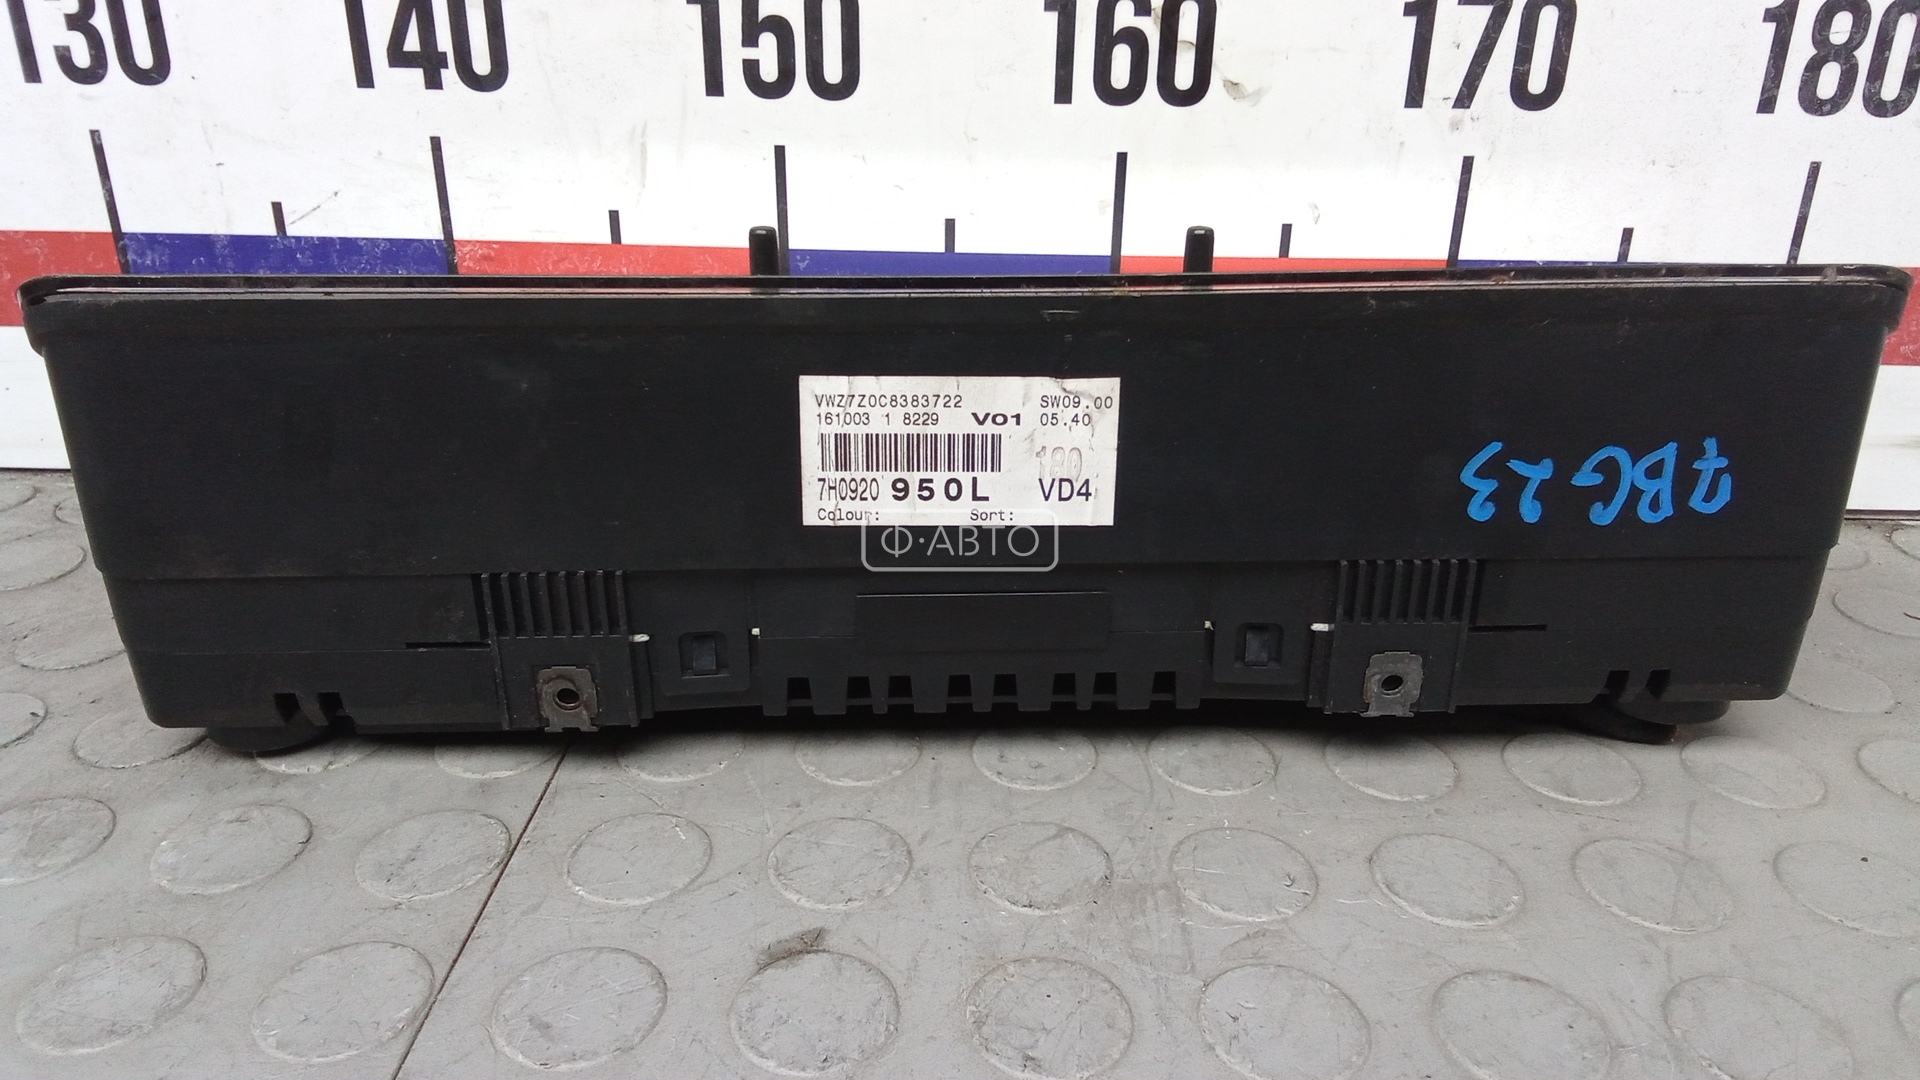 130 140 150 160 170 180
VWZ7Z0C8383722 SW09.00
161003 1 8229 V01 05.40
180
7H0920 950L VD4
Colour: Sort:
Ф·АВТО
7BG23